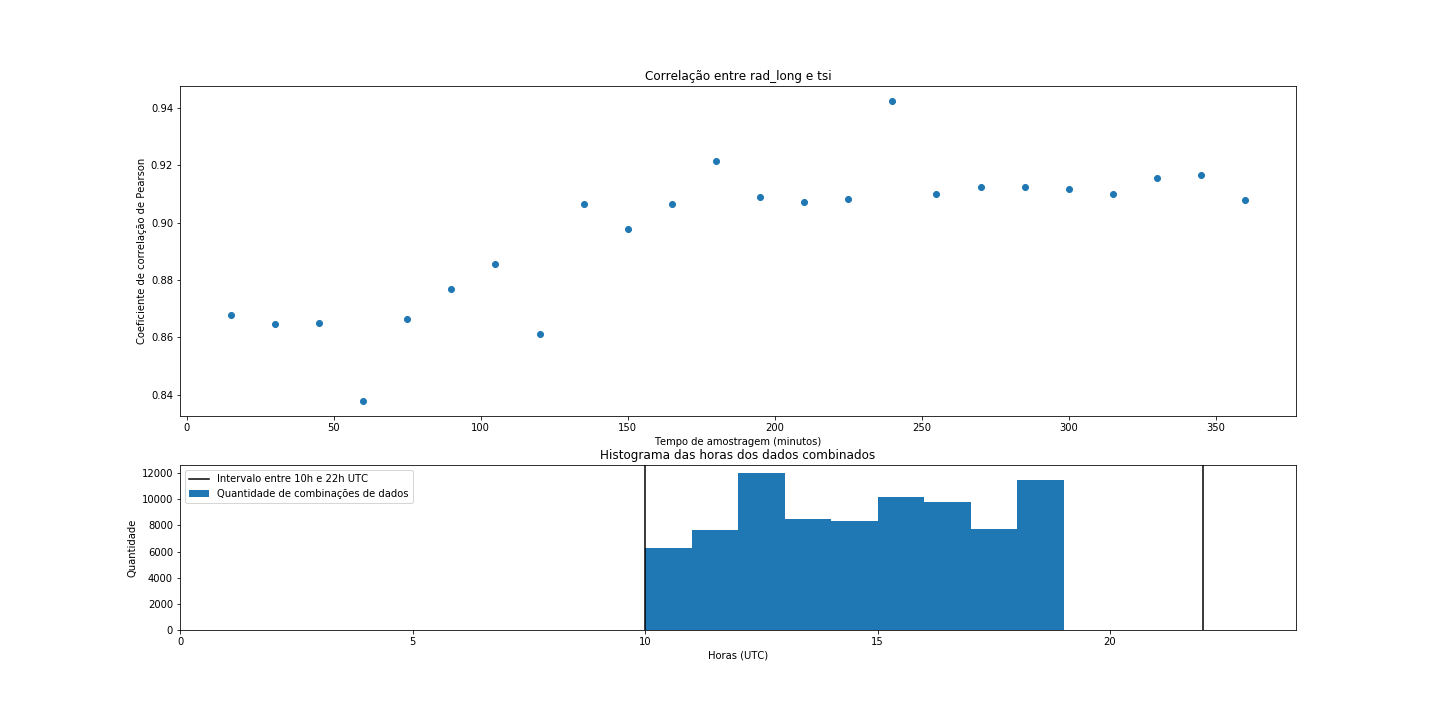 Correlação entre rad_long e tsi
Coeficiente de correlação de Pearson
0.94
0.92
0.90
0.88
0.86
0.84
0 50 100 150 200 250 300 350
Tempo de amostragem (minutos)
Histograma das horas dos dados combinados
Quantidade
12000
10000
8000
6000
4000
2000
0
Intervalo entre 10h e 22h UTC
Quantidade de combinações de dados
0 5 10 15 20
Horas (UTC)